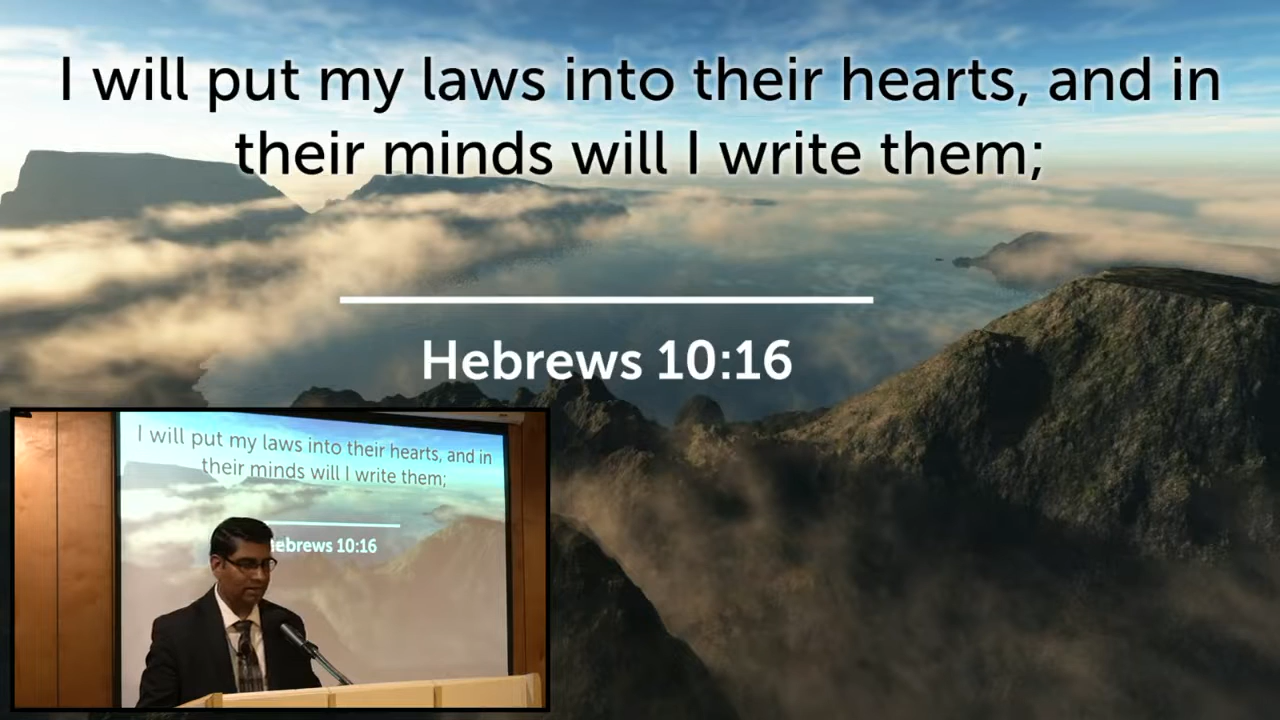 I will put my laws into their hearts, and in
their minds will I write them;
Hebrews 10:16
I will put my laws into their hearts, and in
their minds will I write them;
ebrews 10:16